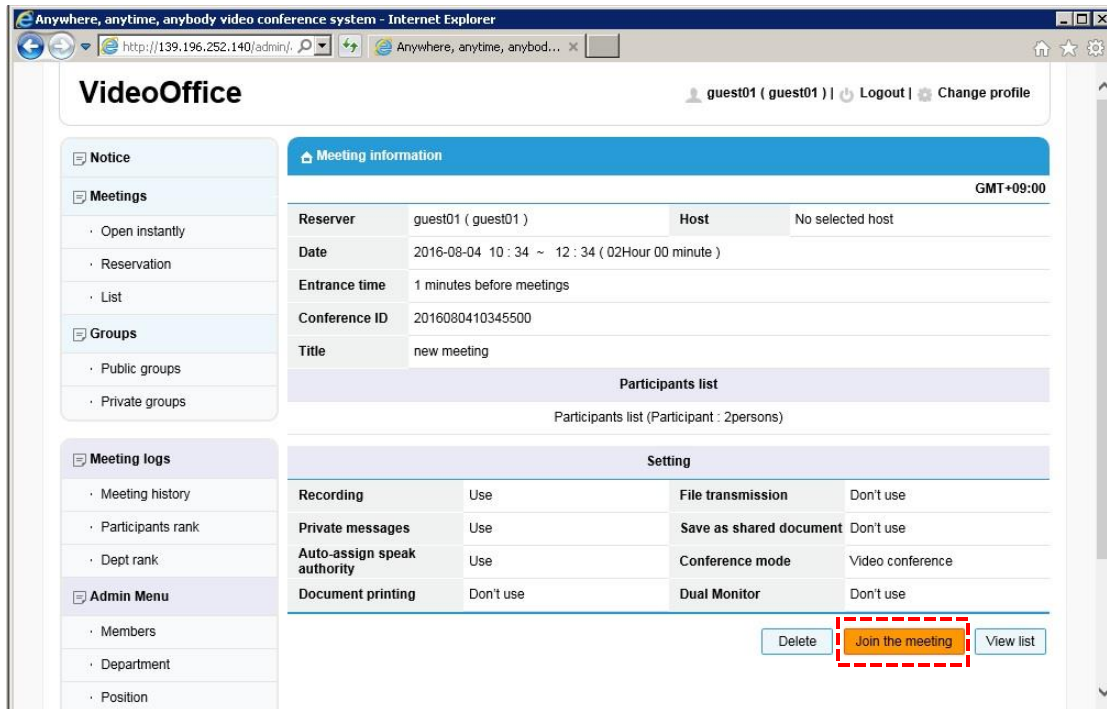 Anywhere, anytime, anybody video conference system - Internet Explorer
http://139.196.252.140/admin/.
Anywhere, anytime, anybod...
VideoOffice
guest01 ( guest01 ) | Logout | Change profile
Notice
Meetings
· Open instantly
· Reservation
· List
Groups
· Public groups
· Private groups
Meeting logs
· Meeting history
· Participants rank
· Dept rank
Admin Menu
· Members
· Department
· Position
Meeting information
GMT+09:00
Reserver guest01 ( guest01 ) Host No selected host
Date 2016-08-04 10 : 34 ~ 12 : 34 ( 02Hour 00 minute )
Entrance time 1 minutes before meetings
Conference ID 2016080410345500
Title new meeting
Participants list
Participants list (Participant : 2persons)
Setting
Recording Use File transmission Don't use
Private messages Use Save as shared document Don't use
Auto-assign speak authority Use Conference mode Video conference
Document printing Don't use Dual Monitor Don't use
Delete Join the meeting View list